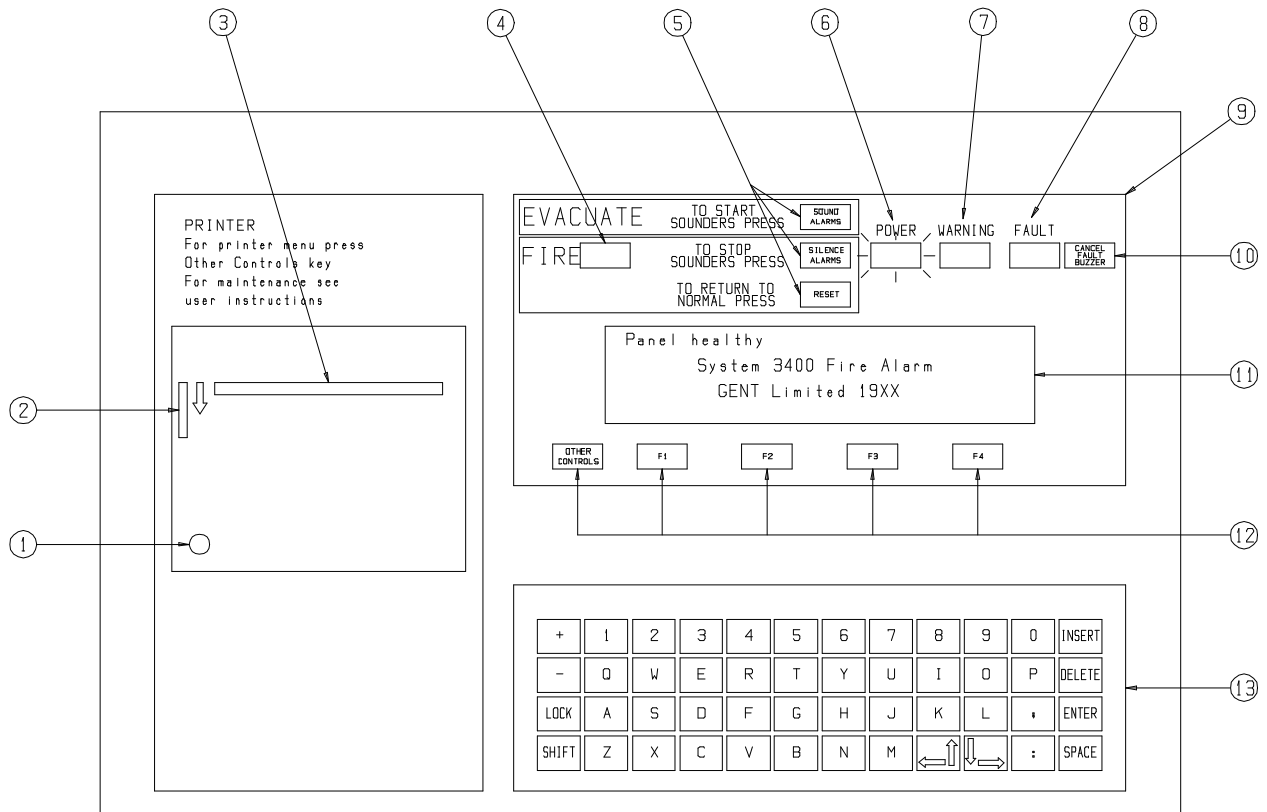 3
4
5
6
7
8
9
PRINTER
For printer menu press
Other Controls key
For maintenance see
user instructions
2
1
EVACUATE
TO START
SOUNDERS PRESS
SOUND
ALARMS
FIRE
TO STOP
SOUNDERS PRESS
SILENCE
ALARMS
TO RETURN TO
NORMAL PRESS
RESET
POWER
WARNING
FAULT
CANCEL
FAULT
BUZZER
10
Panel healthy
System 3400 Fire Alarm
GENT Limited 19XX
11
OTHER
CONTROLS
F1
F2
F3
F4
12
+ 1 2 3 4 5 6 7 8 9 0 INSERT
- Q W E R T Y U I O P DELETE
LOCK A S D F G H J K L , ENTER
SHIFT Z X C V B N M : SPACE
13